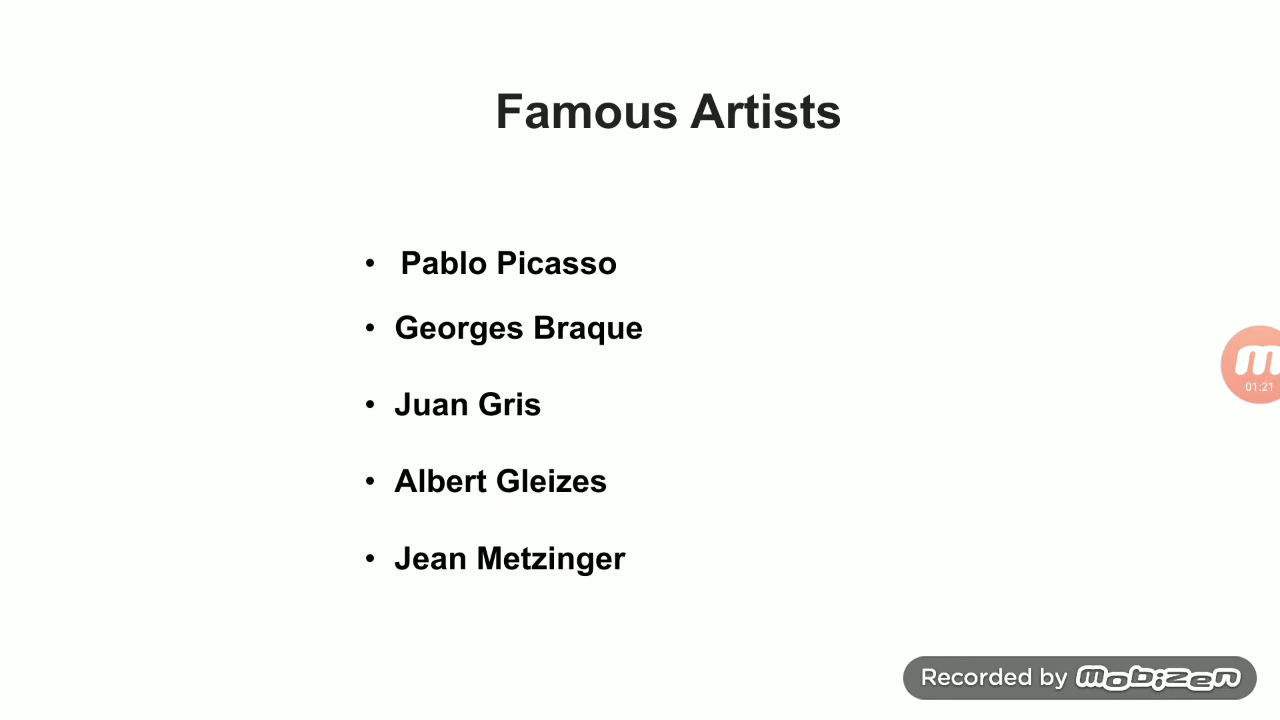 Famous Artists
• Pablo Picasso
• Georges Braque
• Juan Gris
• Albert Gleizes
• Jean Metzinger
m
01:21
Recorded by mobizen